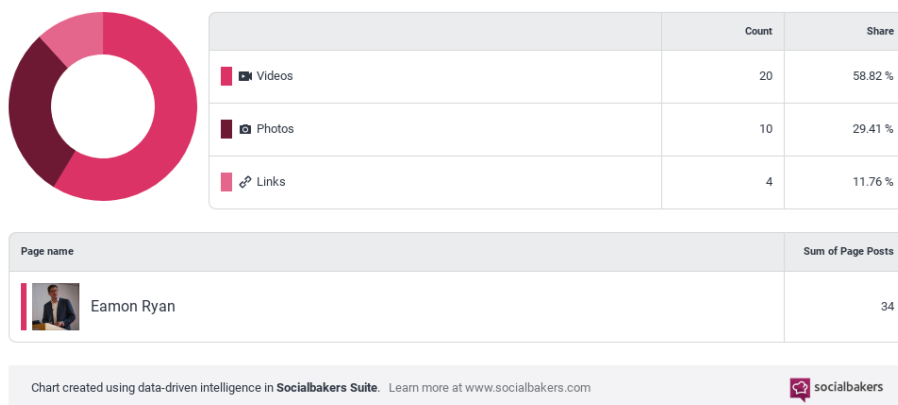 Count Share
Videos 20 58.82 %
Photos 10 29.41 %
Links 4 11.76 %
Page name Sum of Page Posts
Eamon Ryan 34
Chart created using data-driven intelligence in Socialbakers Suite. Learn more at www.socialbakers.com socialbakers